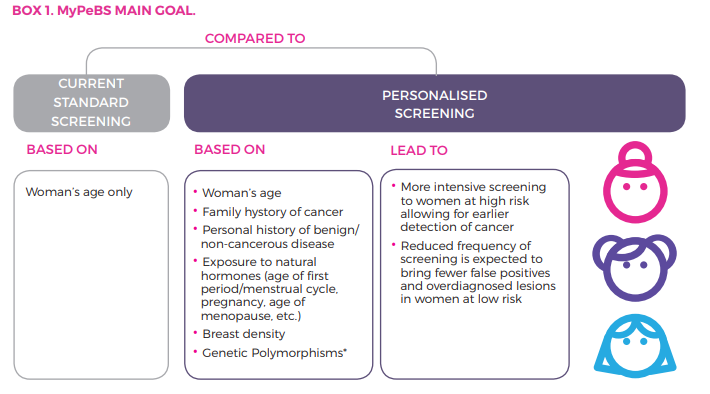 BOX 1. MyPeBS MAIN GOAL.
COMPARED TO
CURRENT
STANDARD
SCREENING
PERSONALISED
SCREENING
BASED ON
Woman's age only
BASED ON
• Woman's age
• Family hystory of cancer
• Personal history of benign/
non-cancerous disease
• Exposure to natural
hormones (age of first
period/menstrual cycle,
pregnancy, age of
menopause, etc.)
• Breast density
• Genetic Polymorphisms*
LEAD TO
• More intensive screening
to women at high risk
allowing for earlier
detection of cancer
• Reduced frequency of
screening is expected to
bring fewer false positives
and overdiagnosed lesions
in women at low risk